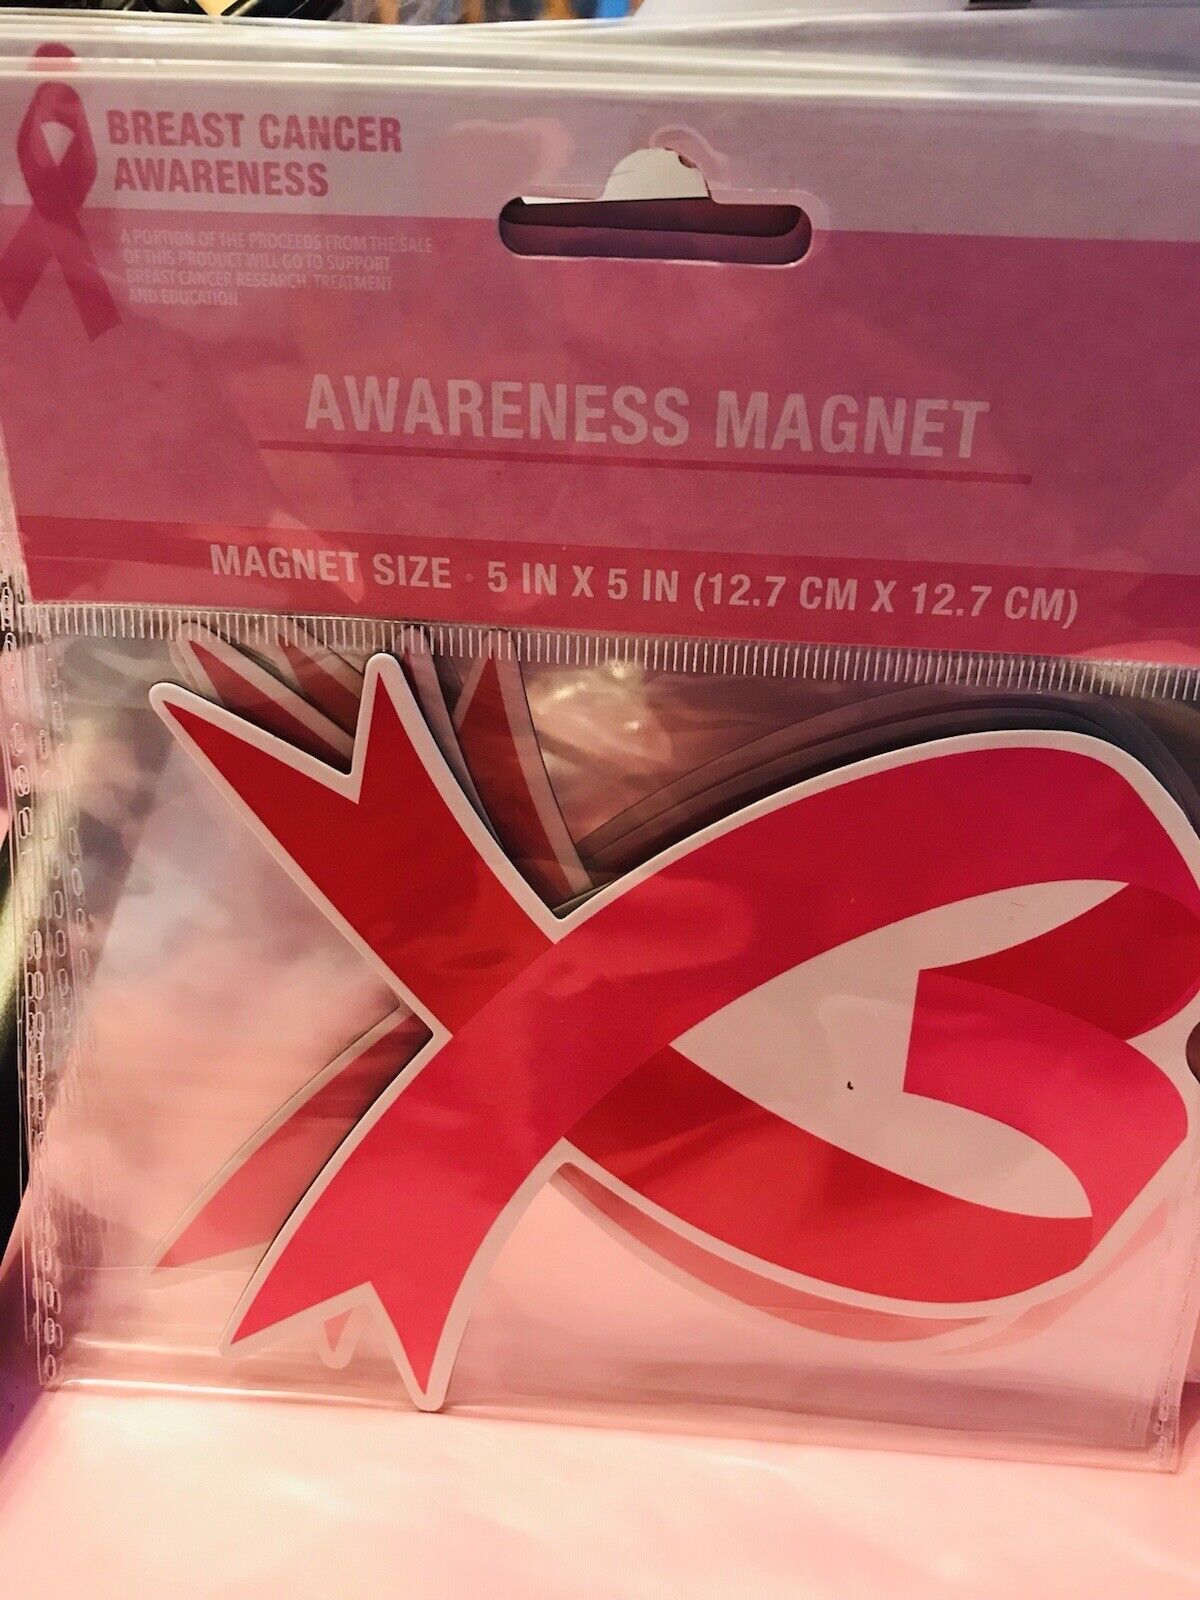 BREAST CANCER
AWARENESS
A PORTION OF THE PROCEEDS FROM THE SALE
OF THIS PRODUCT WILL GO TO SUPPORT
BREAST CANCER RESEARCH, TREATMENT
AND EDUCATION.
AWARENESS MAGNET
MAGNET SIZE · 5 IN X 5 IN (12.7 CM X 12.7 CM)